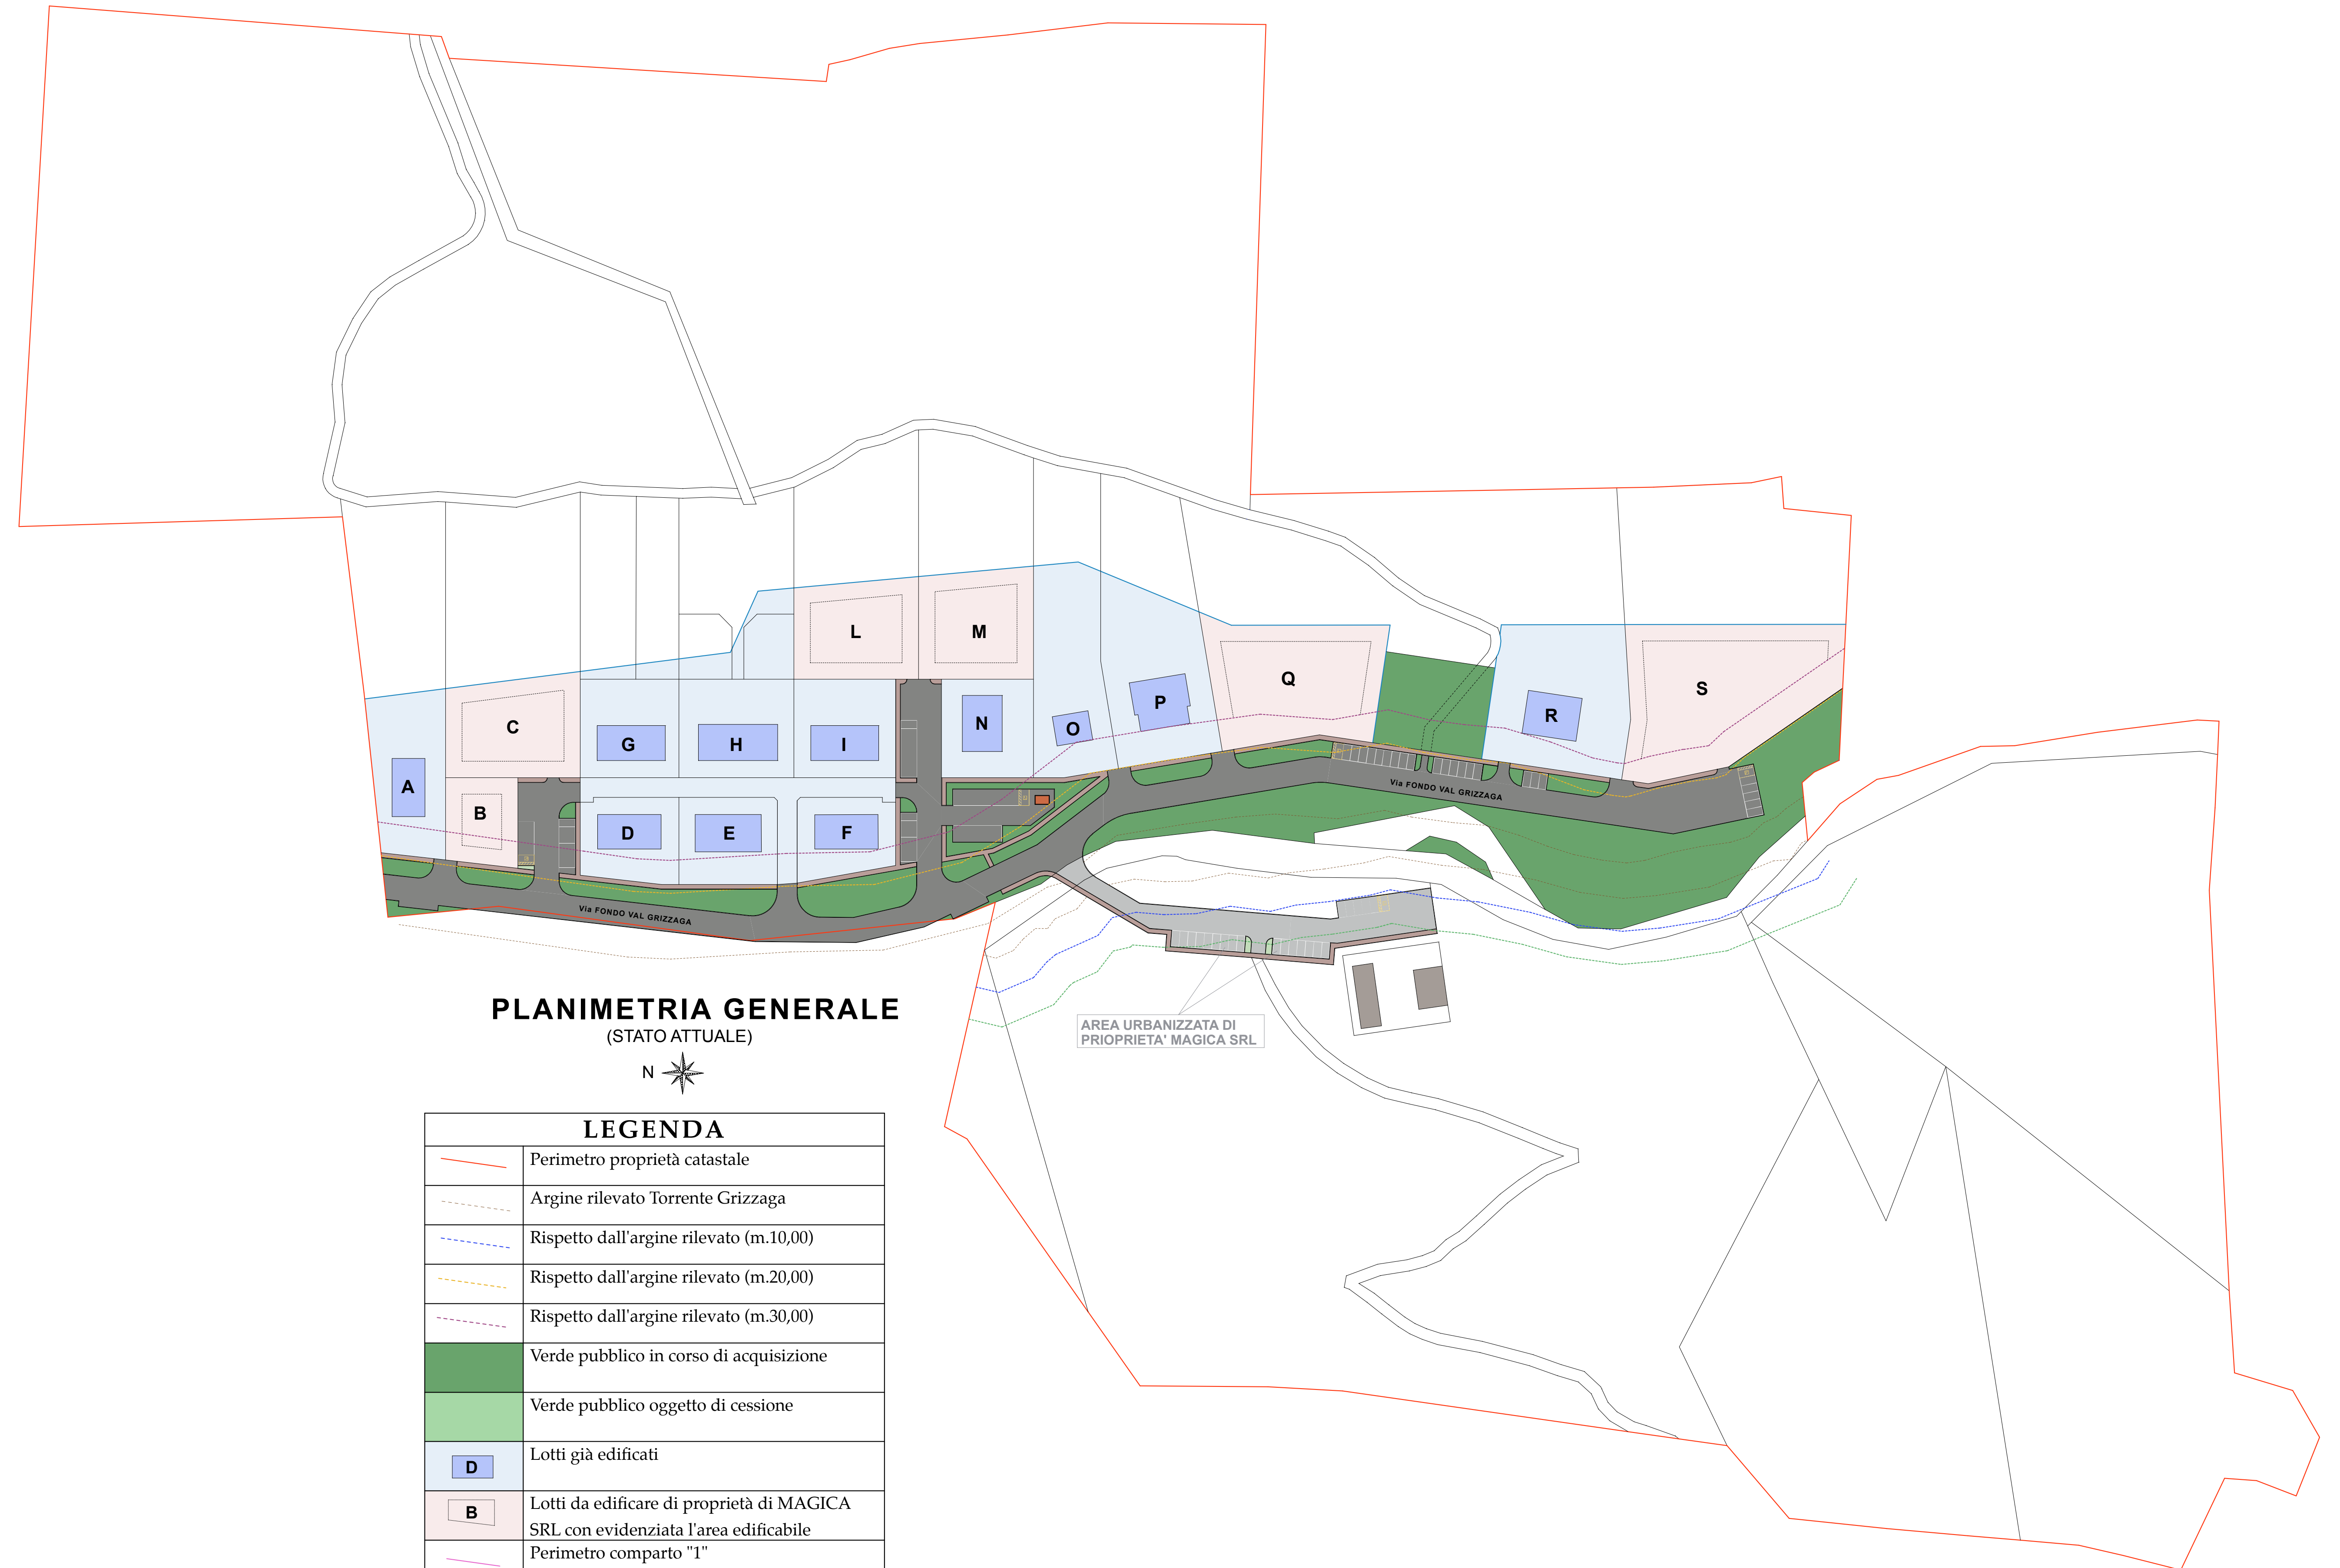 L
M
C
Q
S
G
H
I
N
O
P
R
A
B
D
E
F
Via FONDO VAL GRIZZAGA
Via FONDO VAL GRIZZAGA
PLANIMETRIA GENERALE
(STATO ATTUALE)
N
AREA URBANIZZATA DI
PRIOPRIETA' MAGICA SRL
LEGENDA
Perimetro proprietà catastale
Argine rilevato Torrente Grizzaga
Rispetto dall'argine rilevato (m.10,00)
Rispetto dall'argine rilevato (m.20,00)
Rispetto dall'argine rilevato (m.30,00)
Verde pubblico in corso di acquisizione
Verde pubblico oggetto di cessione
D
Lotti già edificati
B
Lotti da edificare di proprietà di MAGICA
SRL con evidenziata l'area edificabile
Perimetro comparto "1"